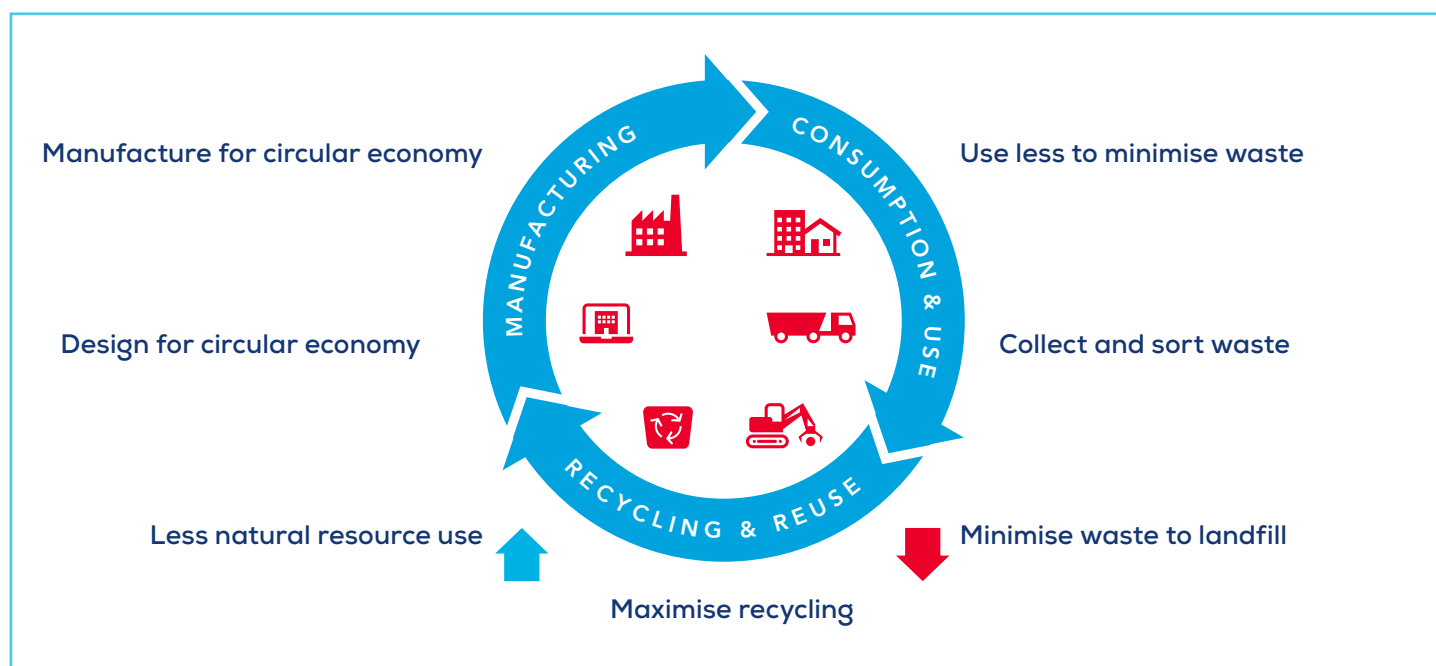 Manufacture for circular economy
MANUFACTURING
CONSUMPTION & USE
Use less to minimise waste
Design for circular economy
Collect and sort waste
RECYCLING & REUSE
Less natural resource use
Minimise waste to landfill
Maximise recycling